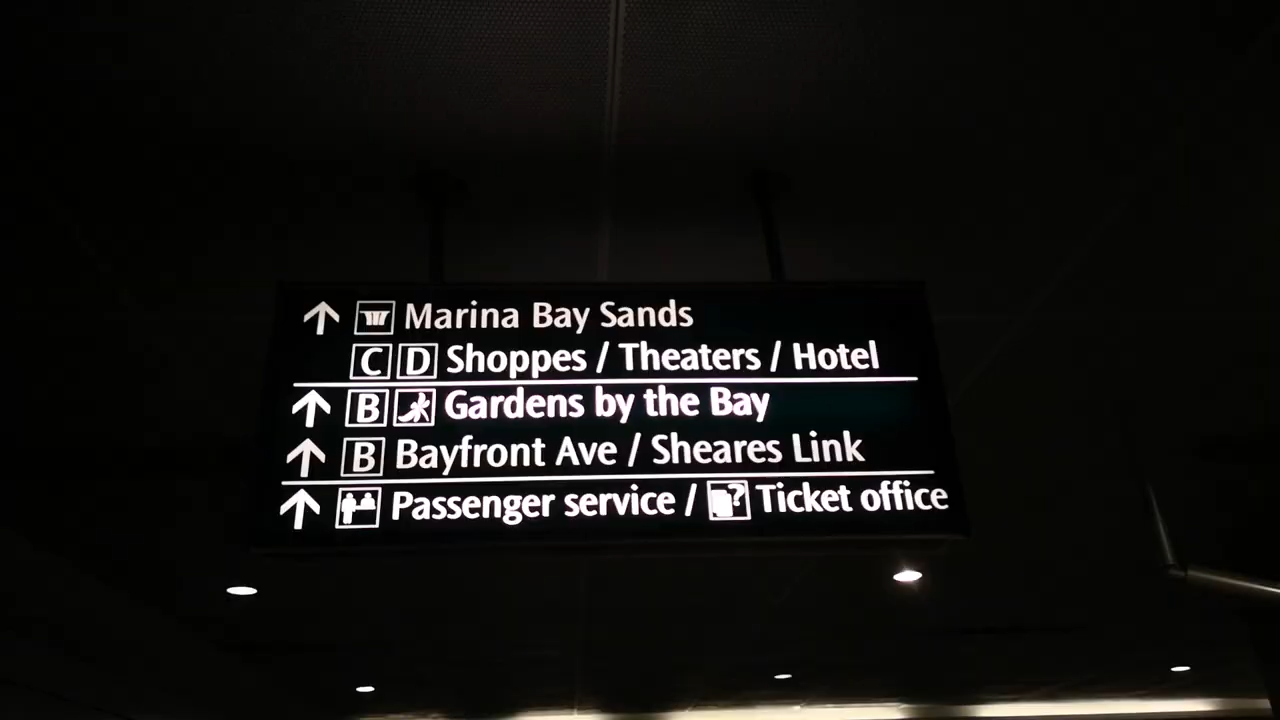 Marina Bay Sands
C D Shoppes / Theaters / Hotel
B Gardens by the Bay
B Bayfront Ave / Sheares Link
Passenger service / ? Ticket office